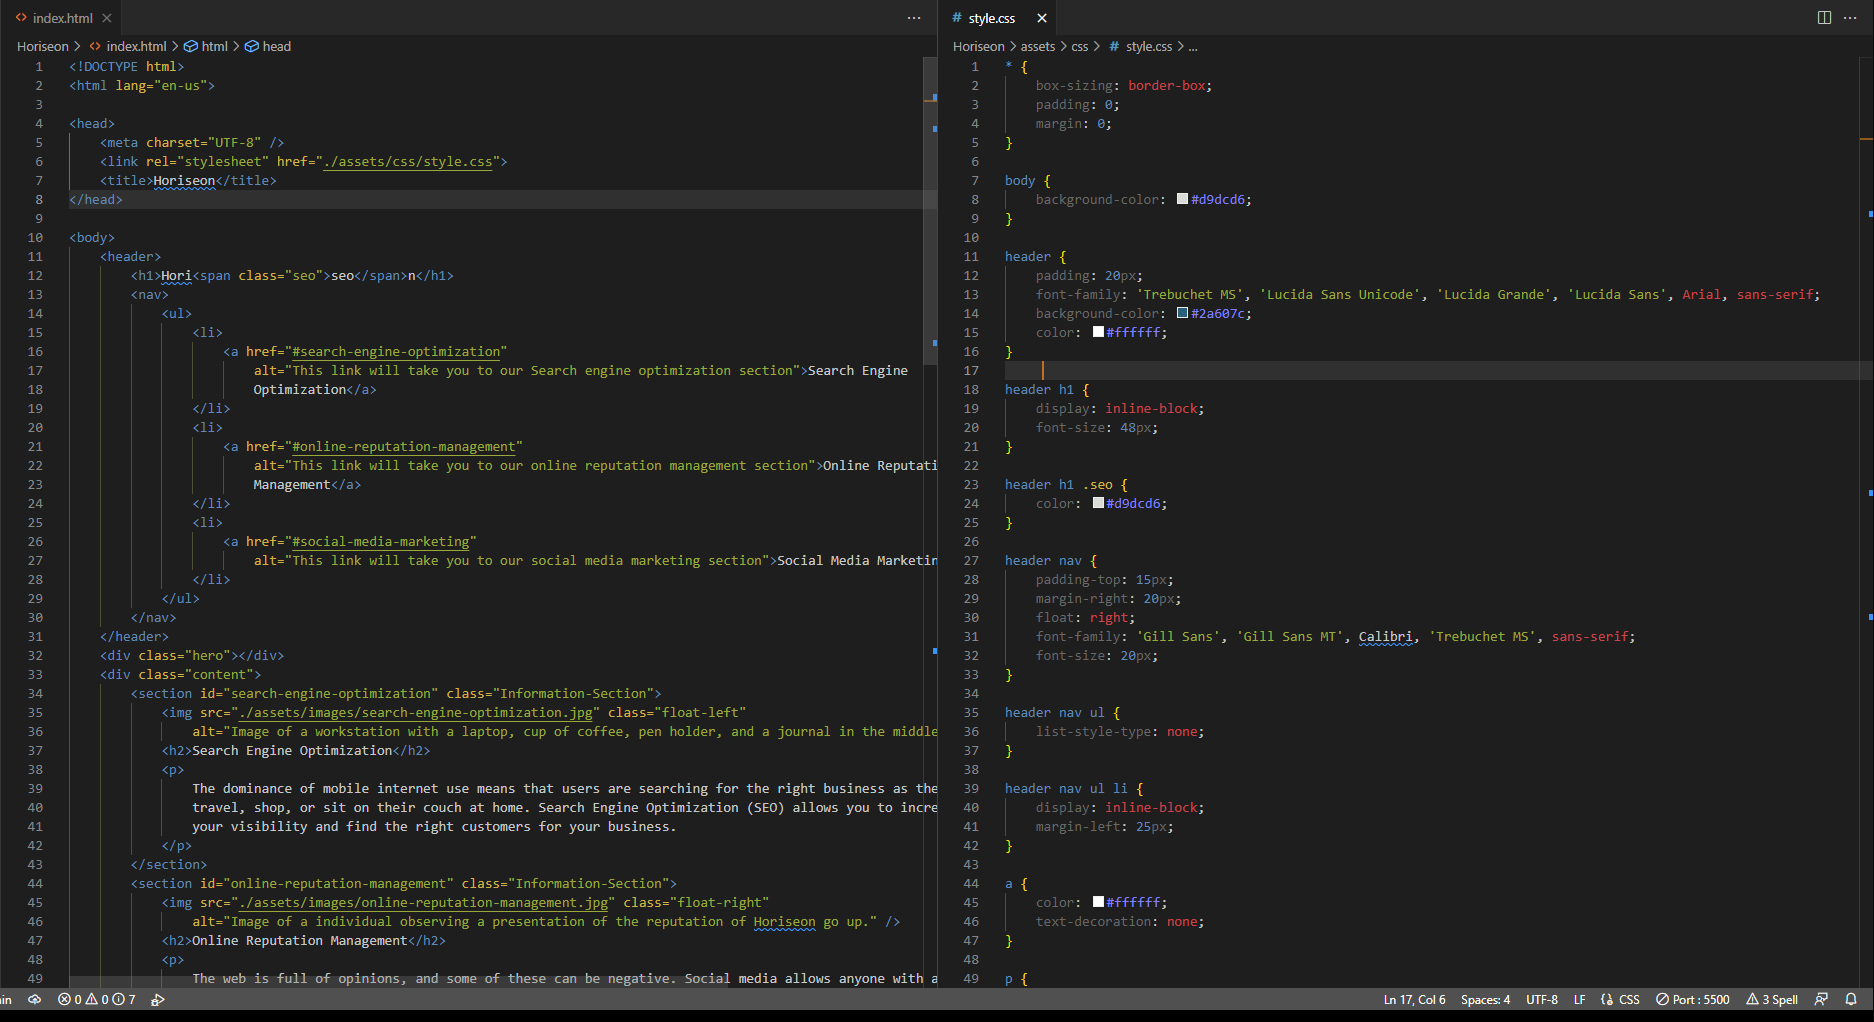 index.html
Horiseon > index.html > html > head
1 <!DOCTYPE html>
2 <html lang="en-us">
3
4 <head>
5 <meta charset="UTF-8" />
6 <link rel="stylesheet" href="./assets/css/style.css">
7 <title>Horiseon</title>
8 </head>
9
10 <body>
11 <header>
12 <h1>Hori<span class="seo">seo</span>n</h1>
13 <nav>
14 <ul>
15 <li>
16 <a href="#search-engine-optimization"
17 alt="This link will take you to our Search engine optimization section">Search Engine
18 Optimization</a>
19 </li>
20 <li>
21 <a href="#online-reputation-management"
22 alt="This link will take you to our online reputation management section">Online Reputati
23 Management</a>
24 </li>
25 <li>
26 <a href="#social-media-marketing"
27 alt="This link will take you to our social media marketing section">Social Media Marketin
28 </li>
29 </ul>
30 </nav>
31 </header>
32 <div class="hero"></div>
33 <div class="content">
34 <section id="search-engine-optimization" class="Information-Section">
35 <img src="./assets/images/search-engine-optimization.jpg" class="float-left"
36 alt="Image of a workstation with a laptop, cup of coffee, pen holder, and a journal in the middle
37 <h2>Search Engine Optimization</h2>
38 <p>
39 The dominance of mobile internet use means that users are searching for the right business as the
40 travel, shop, or sit on their couch at home. Search Engine Optimization (SEO) allows you to incre
41 your visibility and find the right customers for your business.
42 </p>
43 </section>
44 <section id="online-reputation-management" class="Information-Section">
45 <img src="./assets/images/online-reputation-management.jpg" class="float-right"
46 alt="Image of a individual observing a presentation of the reputation of Horiseon go up." />
47 <h2>Online Reputation Management</h2>
48 <p>
49 The web is full of opinions, and some of these can be negative. Social media allows anyone with a
# style.css
Horiseon > assets > css > # style.css > ...
1 * {
2 box-sizing: border-box;
3 padding: 0;
4 margin: 0;
5 }
6
7 body {
8 background-color: #d9dcd6;
9 }
10
11 header {
12 padding: 20px;
13 font-family: 'Trebuchet MS', 'Lucida Sans Unicode', 'Lucida Grande', 'Lucida Sans', Arial, sans-serif;
14 background-color: #2a607c;
15 color: #ffffff;
16 }
17
18 header h1 {
19 display: inline-block;
20 font-size: 48px;
21 }
22
23 header h1 .seo {
24 color: #d9dcd6;
25 }
26
27 header nav {
28 padding-top: 15px;
29 margin-right: 20px;
30 float: right;
31 font-family: 'Gill Sans', 'Gill Sans MT', Calibri, 'Trebuchet MS', sans-serif;
32 font-size: 20px;
33 }
34
35 header nav ul {
36 list-style-type: none;
37 }
38
39 header nav ul li {
40 display: inline-block;
41 margin-left: 25px;
42 }
43
44 a {
45 color: #ffffff;
46 text-decoration: none;
47 }
48
49 p {
in 0 0 7 Ln 17, Col 6 Spaces: 4 UTF-8 LF CSS Port : 5500 3 Spell